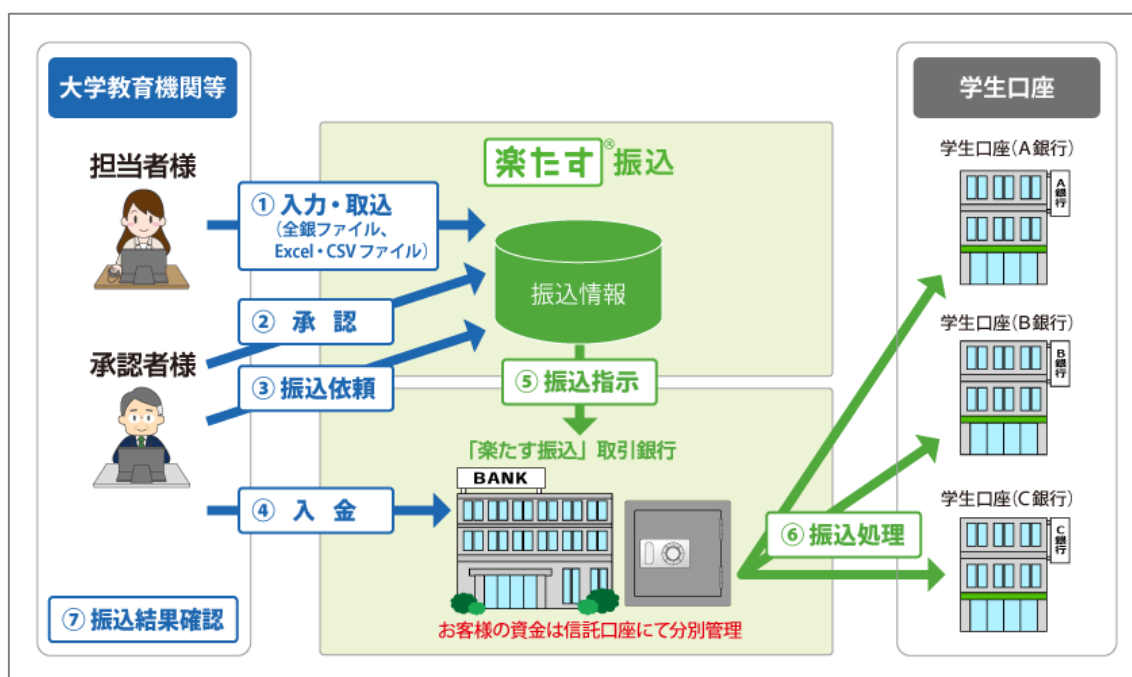 大学教育機関等
担当者様
① 入力・取込
(全銀ファイル、
Excel・CSVファイル)
② 承 認
承認者様
③ 振込依頼
④ 入 金
⑦ 振込結果確認
楽たす®振込
振込情報
⑤ 振込指示
「楽たす振込」取引銀行
BANK
お客様の資金は信託口座にて分別管理
⑥ 振込処理
学生口座
学生口座(A銀行)
A銀行
学生口座(B銀行)
B銀行
学生口座(C銀行)
C銀行